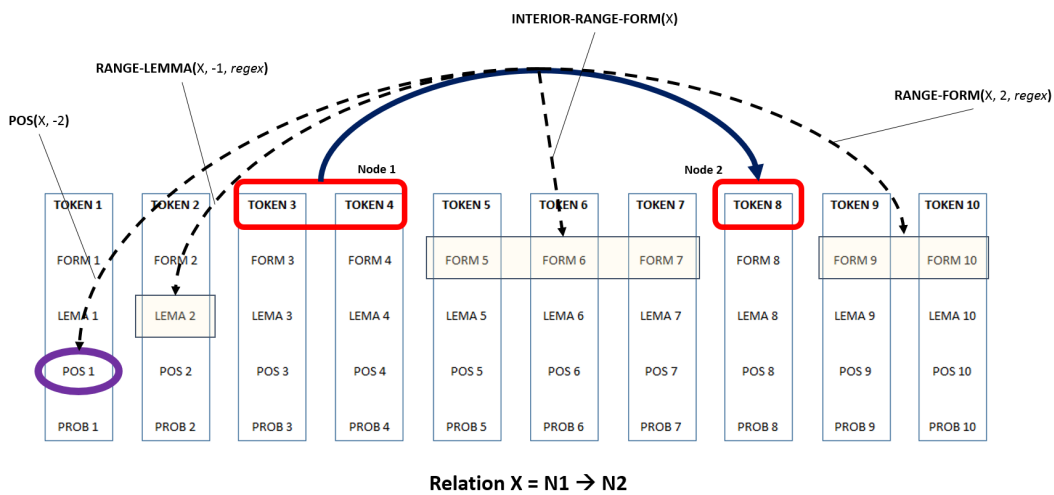 INTERIOR-RANGE-FORM(X)
RANGE-LEMMA(X, -1, regex)
RANGE-FORM(X, 2, regex)
POS(X, -2)
Node 1
Node 2
TOKEN 1 TOKEN 2 TOKEN 3 TOKEN 4 TOKEN 5 TOKEN 6 TOKEN 7 TOKEN 8 TOKEN 9 TOKEN 10
FORM 1 FORM 2 FORM 3 FORM 4 FORM 5 FORM 6 FORM 7 FORM 8 FORM 9 FORM 10
LEMA 1 LEMA 2 LEMA 3 LEMA 4 LEMA 5 LEMA 6 LEMA 7 LEMA 8 LEMA 9 LEMA 10
POS 1 POS 2 POS 3 POS 4 POS 5 POS 6 POS 7 POS 8 POS 9 POS 10
PROB 1 PROB 2 PROB 3 PROB 4 PROB 5 PROB 6 PROB 7 PROB 8 PROB 9 PROB 10
Relation X = N1 → N2